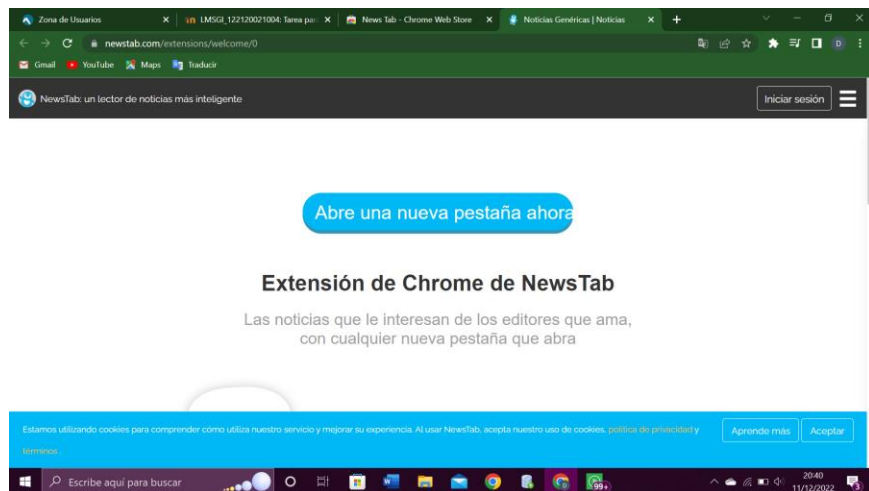 Zona de Usuarios
LMSGI_122120021004: Tarea par
News Tab - Chrome Web Store
Noticias Genéricas | Noticias
newstab.com/extensions/welcome/0
D
Gmail
YouTube
Maps
Traducir
NewsTab: un lector de noticias más inteligente
Iniciar sesión
Abre una nueva pestaña ahora
Extensión de Chrome de NewsTab
Las noticias que le interesan de los editores que ama,
con cualquier nueva pestaña que abra
Estamos utilizando cookies para comprender cómo utiliza nuestro servicio y mejorar su experiencia. Al usar NewsTab, acepta nuestro uso de cookies, política de privacidad y
términos .
Aprende más
Aceptar
Escribe aquí para buscar
99+
20:40
11/12/2022
3